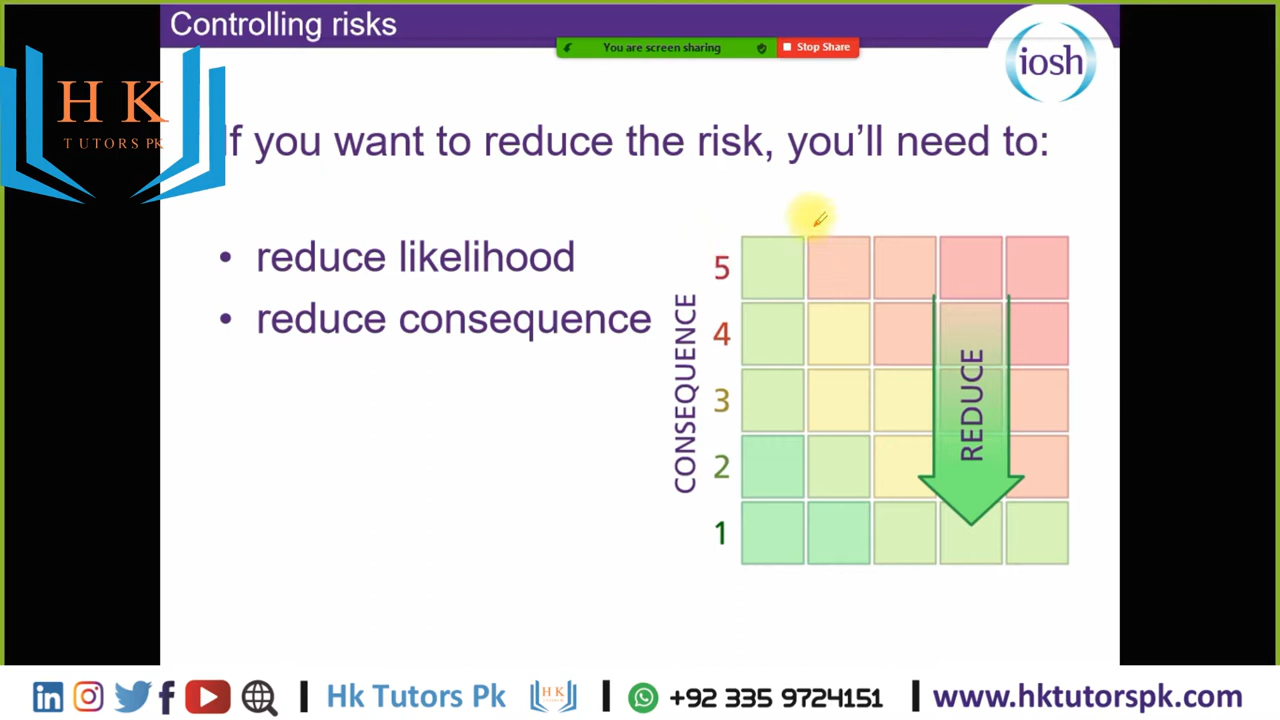 Controlling risks
You are screen sharing
Stop Share
iosh
H K
TUTORS PK
If you want to reduce the risk, you'll need to:
• reduce likelihood
• reduce consequence
CONSEQUENCE
5
4
3
2
1
REDUCE
Hk Tutors Pk
H K
+92 335 9724151
www.hktutorspk.com